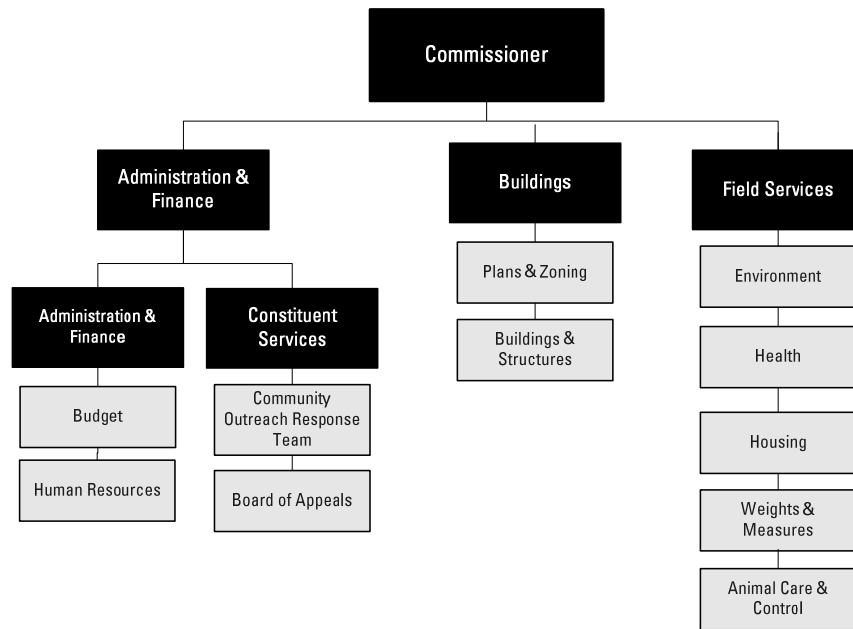 Commissioner
Administration &
Finance
Buildings
Field Services
Administration &
Finance
Constituent
Services
Plans & Zoning
Buildings &
Structures
Environment
Health
Housing
Weights &
Measures
Animal Care &
Control
Budget
Human Resources
Community
Outreach Response
Team
Board of Appeals